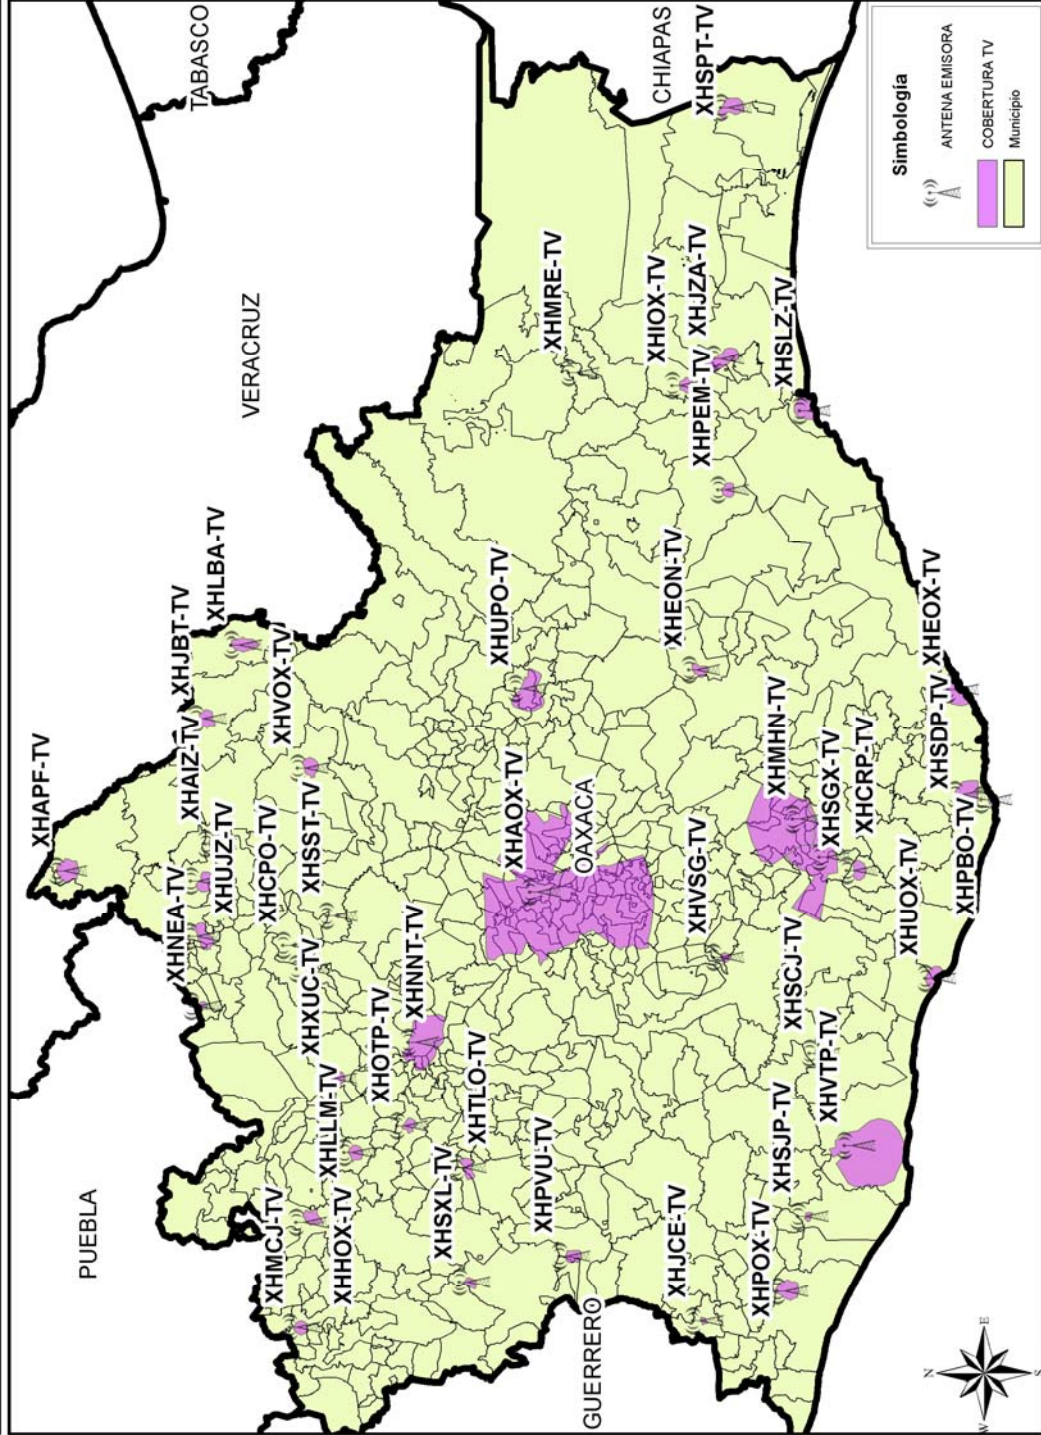 TABASCO
VERACRUZ
PUEBLA
CHIAPAS
GUERRERO
OAXACA
XHAPF-TV
XHLBA-TV
XHJBT-TV
XHVOX-TV
XHAIZ-TV
XHUJZ-TV
XHNEA-TV
XHCPO-TV
XHSST-TV
XHXUC-TV
XHOTP-TV
XHNNT-TV
XHLLM-TV
XHMCJ-TV
XHHOX-TV
XHTLO-TV
XHSXL-TV
XHPVU-TV
XHJCE-TV
XHPOX-TV
XHSJP-TV
XHVTP-TV
XHSCJ-TV
XHVSG-TV
XHUOX-TV
XHPBO-TV
XHSDP-TV
XHEOX-TV
XHCRP-TV
XHSGX-TV
XHMHN-TV
XHEON-TV
XHAOX-TV
XHUPO-TV
XHMRE-TV
XHIOX-TV
XHJZA-TV
XHPEM-TV
XHSLZ-TV
XHSPT-TV
Simbología
ANTENA EMISORA
COBERTURA TV
Municipio
N
W
E
S